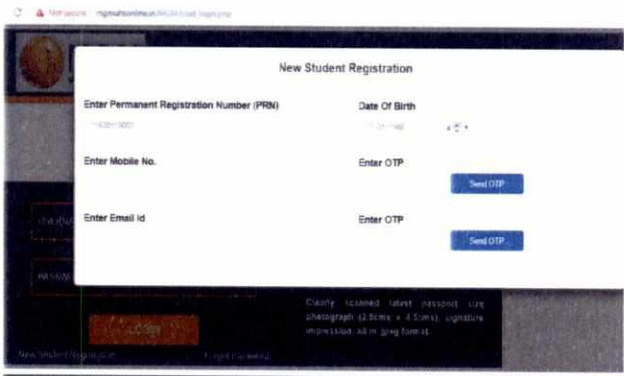 Not secure
New Student Registration
Enter Permanent Registration Number (PRN) Date Of Birth
Enter Mobile No. Enter OTP
Send OTP
Enter Email Id Enter OTP
Send OTP
LOGIN
Clearly scanned latest passport size
photograph (2.5cms x 4.5cms), signature
impression, all in jpeg format.
New Student Registration Forgot Password